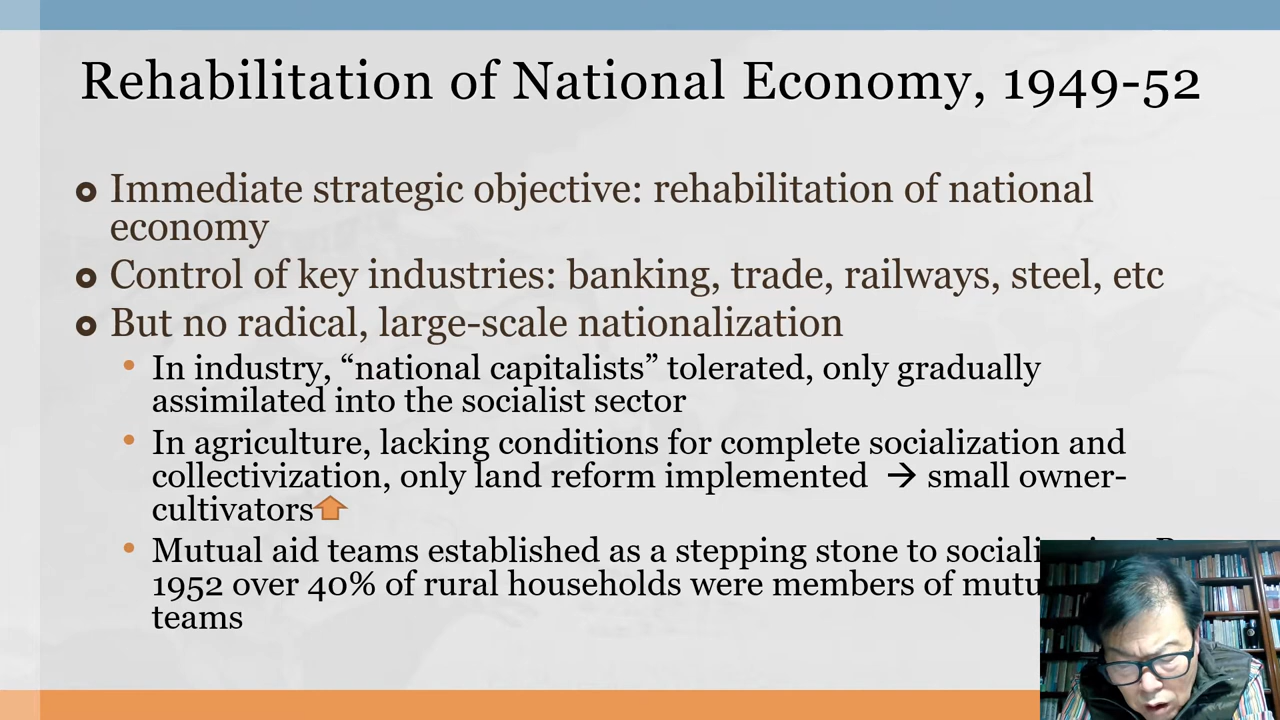 Rehabilitation of National Economy, 1949-52
Immediate strategic objective: rehabilitation of national
economy
Control of key industries: banking, trade, railways, steel, etc
But no radical, large-scale nationalization
In industry, “national capitalists” tolerated, only gradually
assimilated into the socialist sector
In agriculture, lacking conditions for complete socialization and
collectivization, only land reform implemented → small owner-
cultivators
Mutual aid teams established as a stepping stone to
1952 over 40% of rural households were members of
teams